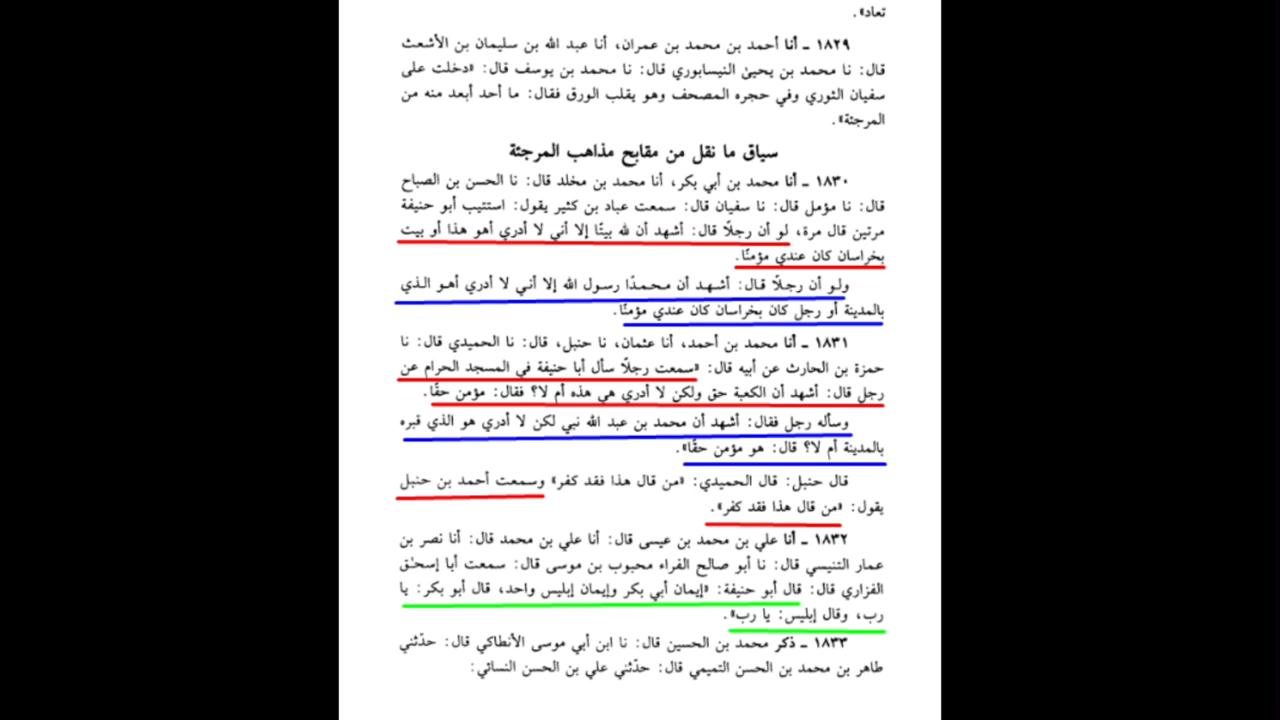 تعاد».
١٨٢٩ ـ أنا أحمد بن محمد بن عمران، أنا عبد الله بن سليمان بن الأشعث
قال: نا محمد بن يحيىٰ النيسابوري قال: نا محمد بن يوسف قال: «دخلت على
سفيان الثوري وفي حجره المصحف وهو يقلب الورق فقال: ما أحد أبعد منه من
المرجئة».
سياق ما نقل من مقابح مذاهب المرجئة
١٨٣٠ ـ أنا محمد بن أبي بكر، أنا محمد بن مخلد قال: نا الحسن بن الصباح
قال: نا مؤمل قال: نا سفيان قال: سمعت عباد بن كثير يقول: استتيب أبو حنيفة
مرتين قال مرة، لو أن رجلًا قال: أشهد أن لله بيتًا إلا أني لا أدري أهو هذا أو بيت
بخراسان كان عندي مؤمنًا.
ولو أن رجلًا قال: أشهد أن محمدًا رسول الله إلا أني لا أدري أهو الذي
بالمدينة أو رجل كان بخراسان كان عندي مؤمنًا.
١٨٣١ ـ أنا محمد بن أحمد، أنا عثمان، نا حنبل، قال: نا الحميدي قال: نا
حمزة بن الحارث عن أبيه قال: «سمعت رجلًا سأل أبا حنيفة في المسجد الحرام عن
رجل قال: أشهد أن الكعبة حق ولكن لا أدري هي هذه أم لا؟ فقال: مؤمن حقًا.
وسأله رجل فقال: أشهد أن محمد بن عبد الله نبي لكن لا أدري هو الذي قبره
بالمدينة أم لا؟ قال: هو مؤمن حقًا».
قال حنبل: قال الحميدي: «من قال هذا فقد كفر» وسمعت أحمد بن حنبل
يقول: «من قال هذا فقد كفر».
١٨٣٢ ـ أنا علي بن محمد بن عيسى قال: أنا علي بن محمد قال: أنا نصر بن
عمار التنيسي قال: نا أبو صالح الفراء محبوب بن موسى قال: سمعت أبا إسحٰق
الفزاري قال: قال أبو حنيفة: «إيمان أبي بكر وإيمان إبليس واحد، قال أبو بكر: يا
رب، وقال إبليس: يا رب».
١٨٣٣ ـ ذكر محمد بن الحسين قال: نا ابن أبي موسى الأنطاكي قال: حدّثني
طاهر بن محمد بن الحسن التميمي قال: حدّثني علي بن الحسن النسائي: